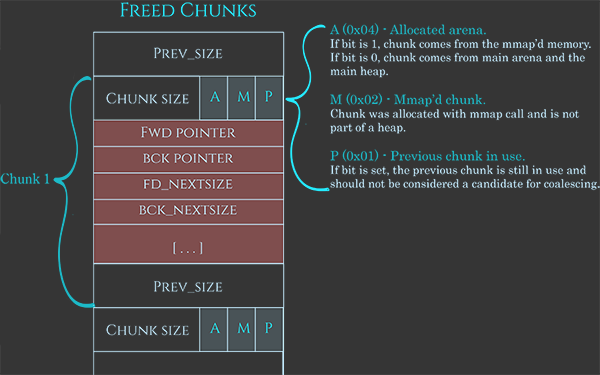 Freed Chunks
Prev_size
Chunk size A M P
Fwd pointer
bck pointer
fd_nextsize
bck_nextsize
[...]
Prev_size
Chunk size A M P
Chunk 1
A (0x04) - Allocated arena.
If bit is 1, chunk comes from the mmap'd memory.
If bit is 0, chunk comes from main arena and the
main heap.
M (0x02) - Mmap'd chunk.
Chunk was allocated with mmap call and is not
part of a heap.
P (0x01) - Previous chunk in use.
If bit is set, the previous chunk is still in use and
should not be considered a candidate for coalescing.